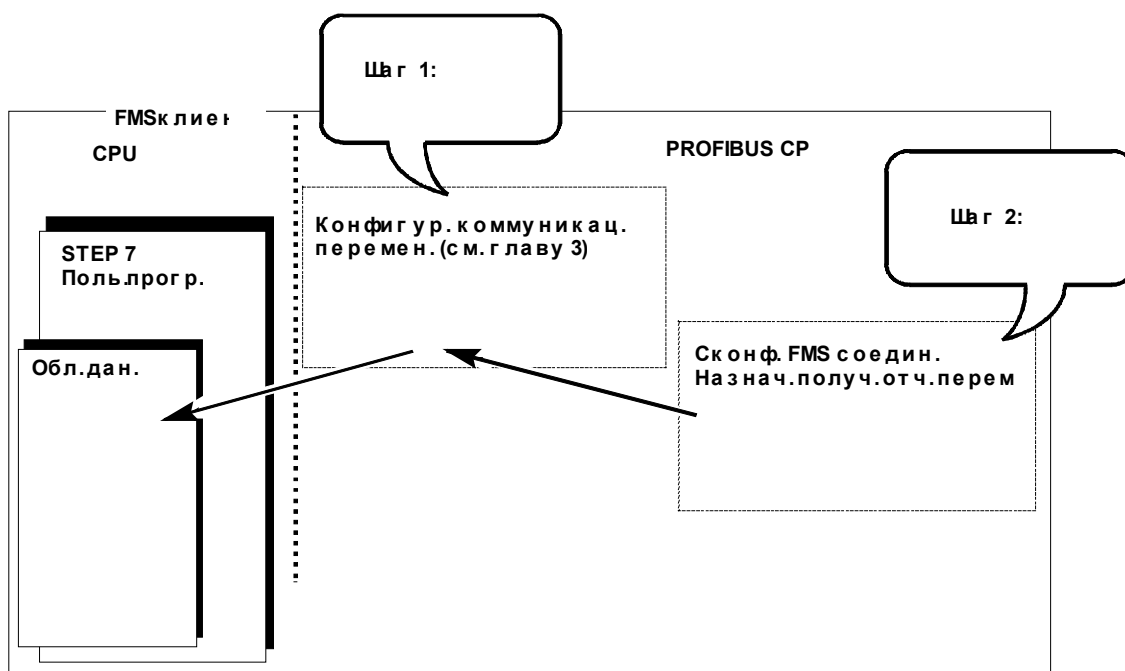 Шаг 1:
FMSклиен
CPU
PROFIBUS CP
Шаг 2:
Конфигур.коммуникац.
перемен.(см.главу 3)
STEP 7
Поль.прогр.
Обл.дан.
Сконф. FMS соедин.
Назнач.получ.отч.перем